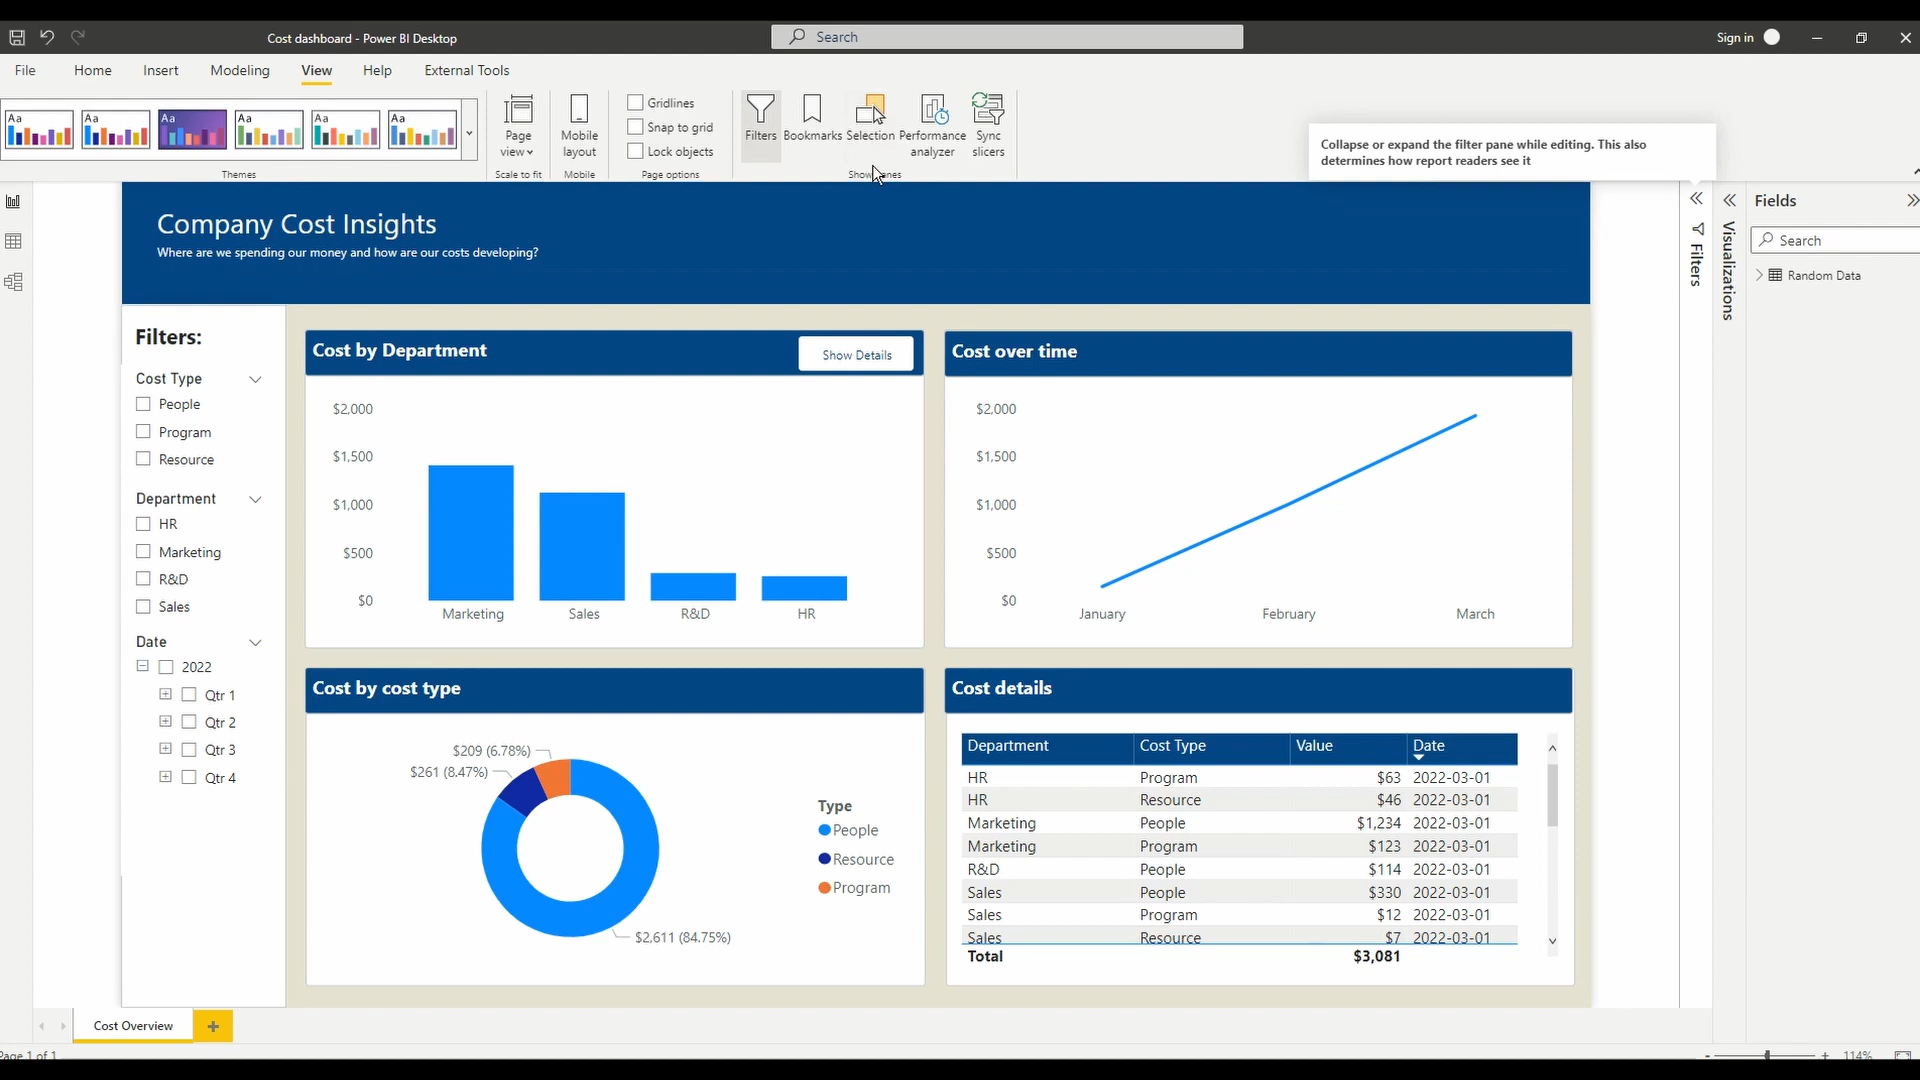 Cost dashboard - Power BI Desktop
Search
Sign in
File
Home
Insert
Modeling
View
Help
External Tools
Aa
Aa
Aa
Aa
Aa
Aa
Themes
Page view
Scale to fit
Mobile layout
Mobile
Gridlines
Snap to grid
Lock objects
Page options
Filters
Bookmarks
Selection
Performance analyzer
Sync slicers
Collapse or expand the filter pane while editing. This also
determines how report readers see it
Company Cost Insights
Where are we spending our money and how are our costs developing?
Filters:
Cost Type
People
Program
Resource
Department
HR
Marketing
R&D
Sales
Date
2022
Qtr 1
Qtr 2
Qtr 3
Qtr 4
Cost by Department
Show Details
$2,000
$1,500
$1,000
$500
$0
Marketing
Sales
R&D
HR
Cost over time
$2,000
$1,500
$1,000
$500
$0
January
February
March
Cost by cost type
$209 (6.78%)
$261 (8.47%)
$2,611 (84.75%)
Type
People
Resource
Program
Cost details
Department Cost Type Value Date
HR Program $63 2022-03-01
HR Resource $46 2022-03-01
Marketing People $1,234 2022-03-01
Marketing Program $123 2022-03-01
R&D People $114 2022-03-01
Sales People $330 2022-03-01
Sales Program $12 2022-03-01
Sales Resource $7 2022-03-01
Total $3,081
Filters
Visualizations
Fields
Search
Random Data
Cost Overview
Page 1 of 1
114%